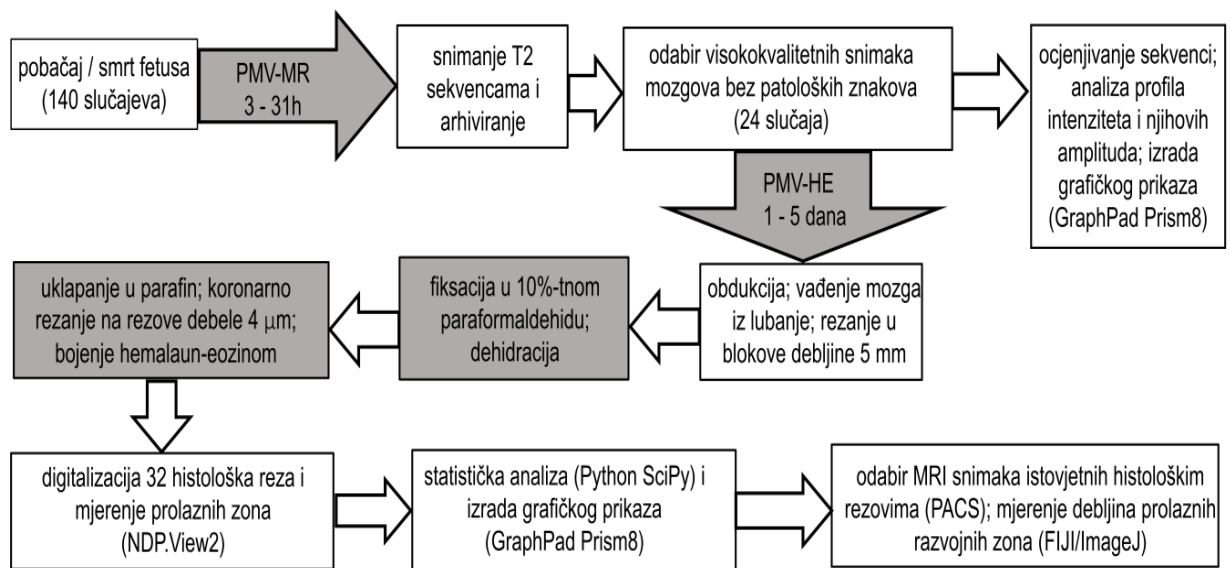 pobačaj / smrt fetusa
(140 slučajeva)
PMV-MR
3 - 31h
snimanje T2
sekvencama i
arhiviranje
odabir visokokvalitetnih snimaka
mozgova bez patoloških znakova
(24 slučaja)
ocjenjivanje sekvenci;
analiza profila
intenziteta i njihovih
amplituda; izrada
grafičkog prikaza
(GraphPad Prism8)
PMV-HE
1 - 5 dana
uklapanje u parafin; koronarno
rezanje na rezove debele 4 μm;
bojenje hemalaun-eozinom
fiksacija u 10%-tnom
paraformaldehidu;
dehidracija
obdukcija; vađenje mozga
iz lubanje; rezanje u
blokove debljine 5 mm
digitalizacija 32 histološka reza i
mjerenje prolaznih zona
(NDP.View2)
statistička analiza (Python SciPy) i
izrada grafičkog prikaza
(GraphPad Prism8)
odabir MRI snimaka istovjetnih histološkim
rezovima (PACS); mjerenje debljina prolaznih
razvojnih zona (FIJI/ImageJ)